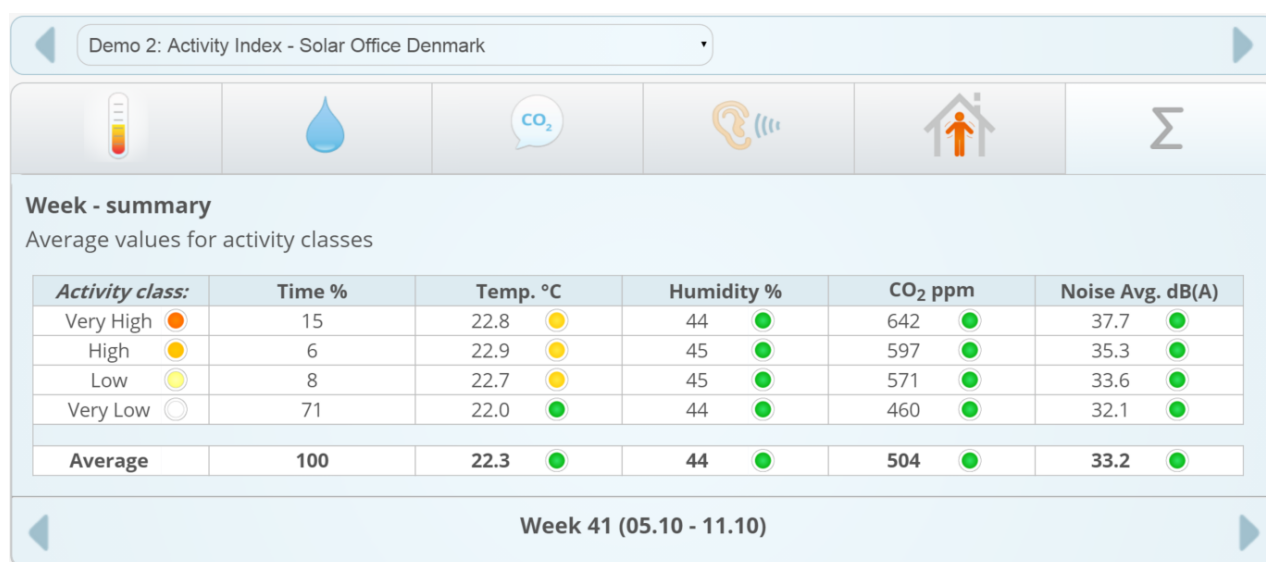 Demo 2: Activity Index - Solar Office Denmark
CO₂
Σ
Week - summary
Average values for activity classes
Activity class: Time % Temp. °C Humidity % CO₂ ppm Noise Avg. dB(A)
Very High 15 22.8 44 642 37.7
High 6 22.9 45 597 35.3
Low 8 22.7 45 571 33.6
Very Low 71 22.0 44 460 32.1
Average 100 22.3 44 504 33.2
Week 41 (05.10 - 11.10)